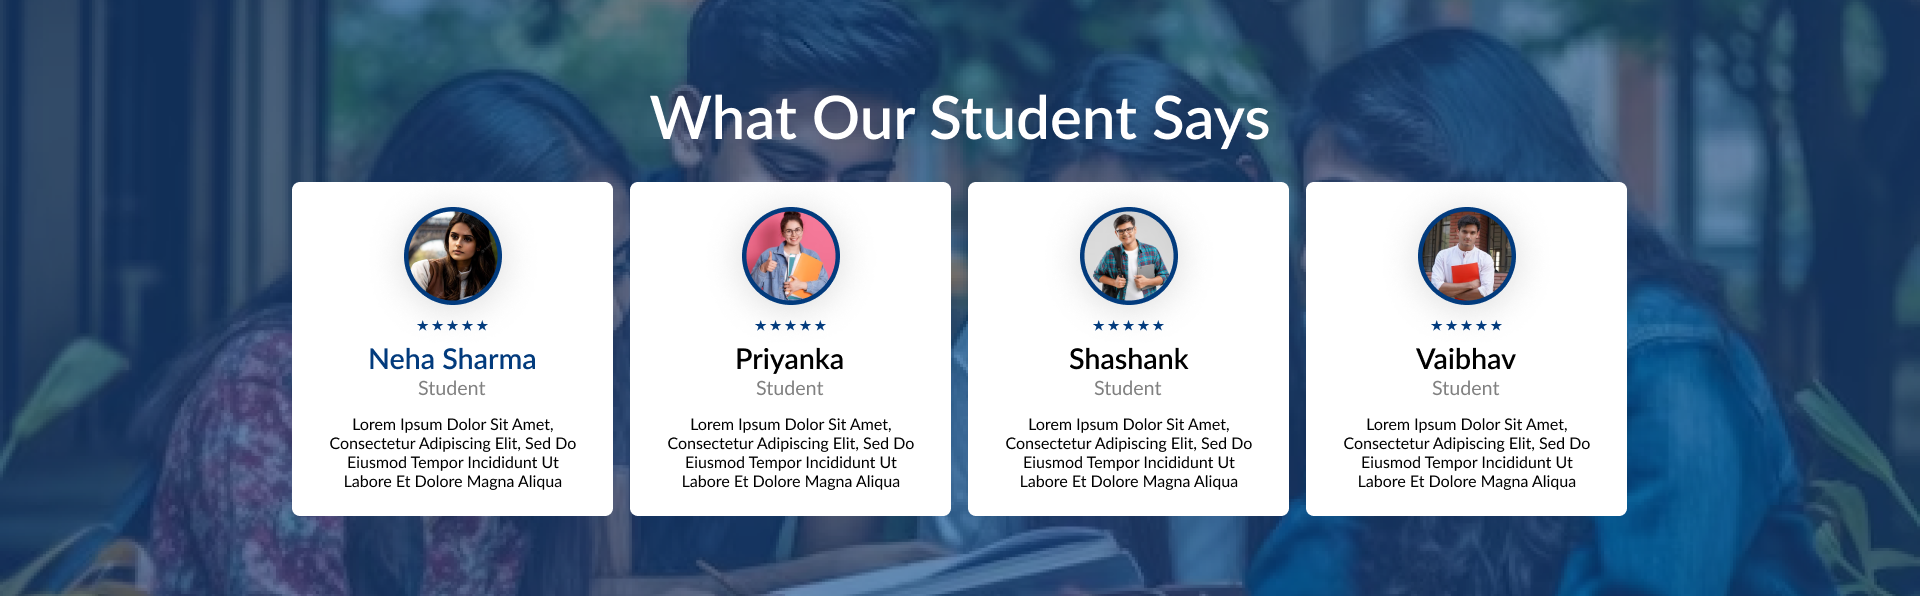 What Our Student Says
★★★★★
Neha Sharma
Student
Lorem Ipsum Dolor Sit Amet,
Consectetur Adipiscing Elit, Sed Do
Eiusmod Tempor Incididunt Ut
Labore Et Dolore Magna Aliqua
★★★★★
Priyanka
Student
Lorem Ipsum Dolor Sit Amet,
Consectetur Adipiscing Elit, Sed Do
Eiusmod Tempor Incididunt Ut
Labore Et Dolore Magna Aliqua
★★★★★
Shashank
Student
Lorem Ipsum Dolor Sit Amet,
Consectetur Adipiscing Elit, Sed Do
Eiusmod Tempor Incididunt Ut
Labore Et Dolore Magna Aliqua
★★★★★
Vaibhav
Student
Lorem Ipsum Dolor Sit Amet,
Consectetur Adipiscing Elit, Sed Do
Eiusmod Tempor Incididunt Ut
Labore Et Dolore Magna Aliqua